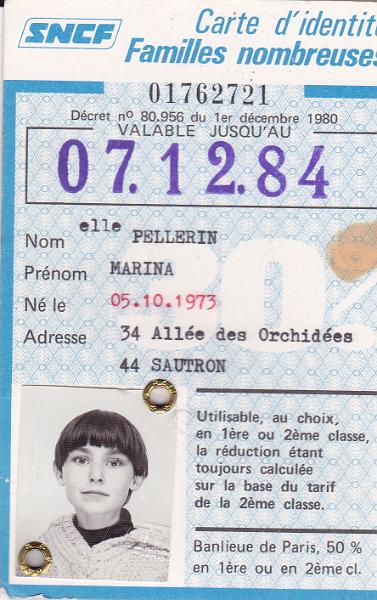 SNCF
Carte d'identit
Familles nombreuses
01762721
Décret nº 80.956 du 1er décembre 1980
VALABLE JUSQU'AU
07.12.84
Nom elle PELLERIN
Prénom MARINA
Né le 05.10.1973
Adresse 34 Allée des Orchidées
44 SAUTRON
30%
Utilisable, au choix,
en 1ère ou 2ème classe,
la réduction étant
toujours calculée
sur la base du tarif
de la 2ème classe.
Banlieue de Paris, 50 %
en 1ère ou en 2ème cl.